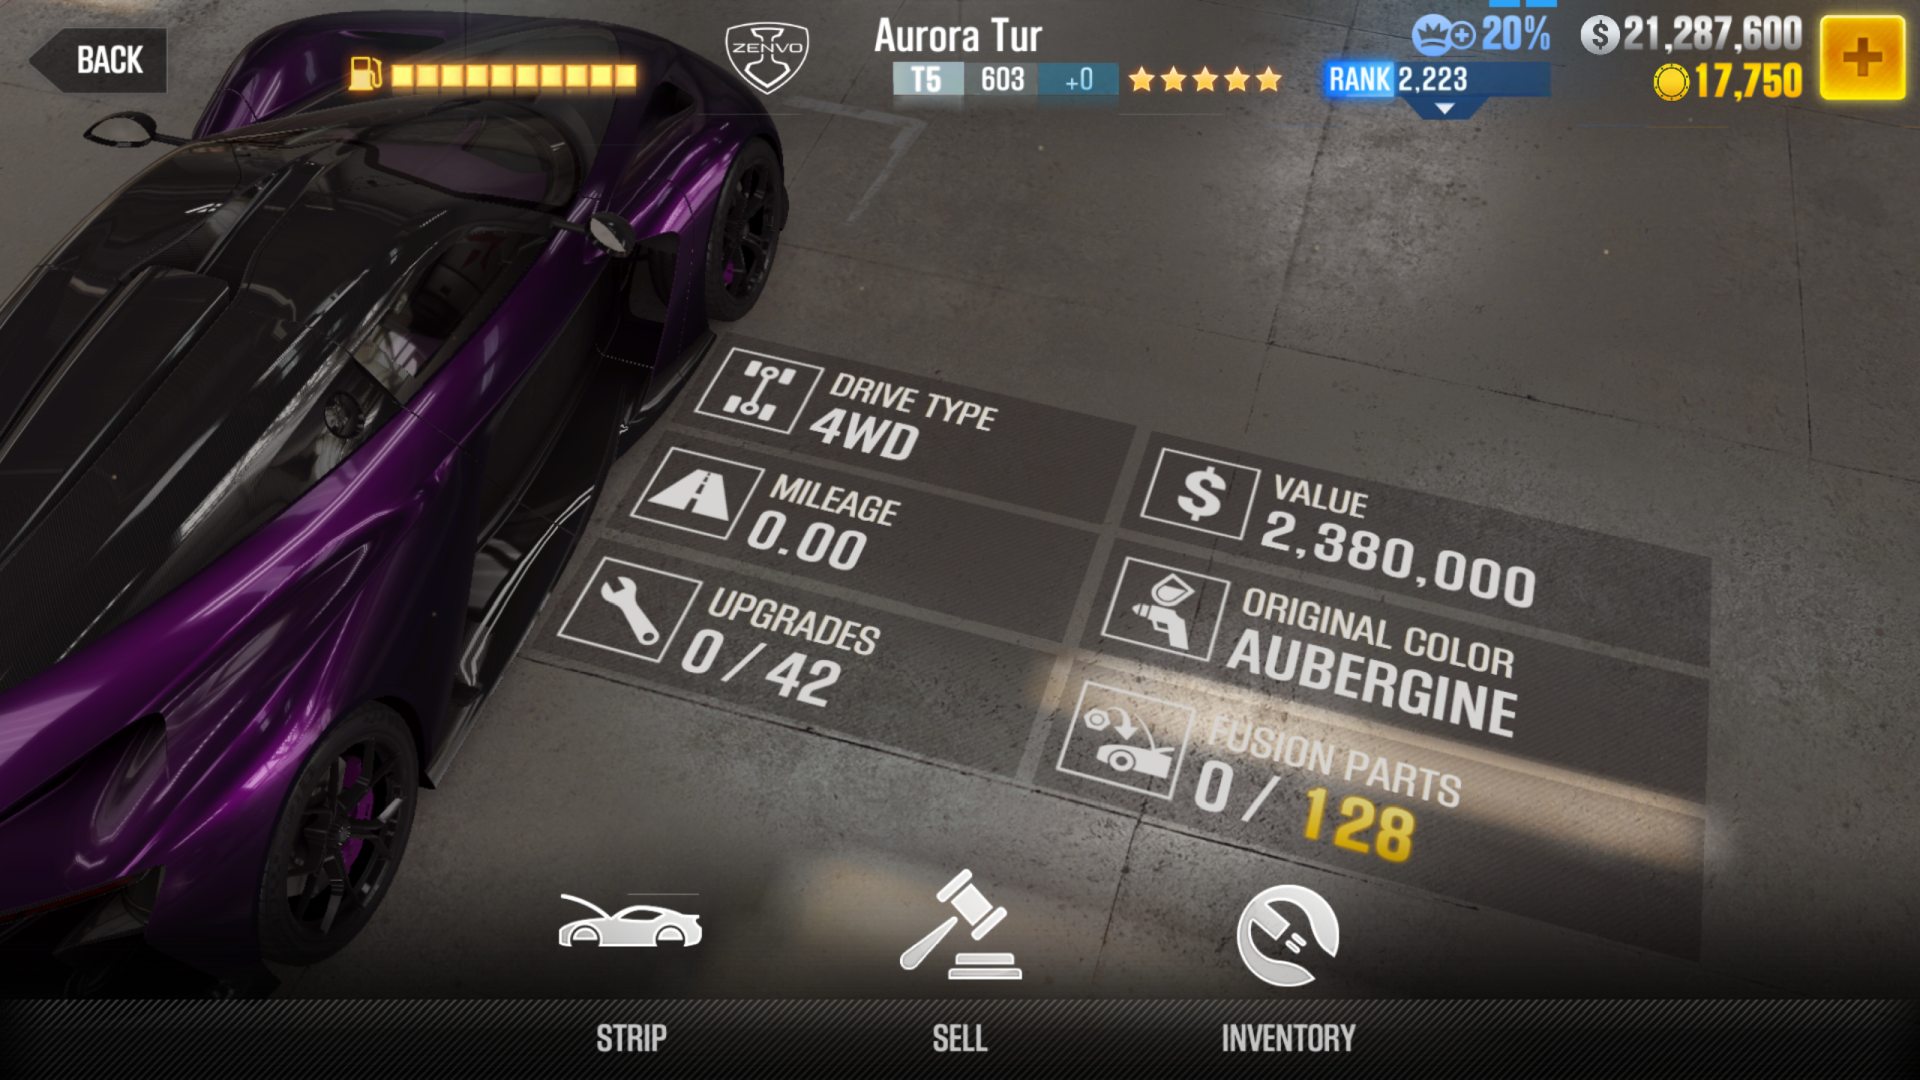 BACK
ZENVO
Aurora Tur
T5 603 +0
20%
RANK 2,223
21,287,600
17,750
DRIVE TYPE
4WD
MILEAGE
0.00
UPGRADES
0 / 42
VALUE
2,380,000
ORIGINAL COLOR
AUBERGINE
FUSION PARTS
0 / 128
STRIP
SELL
INVENTORY